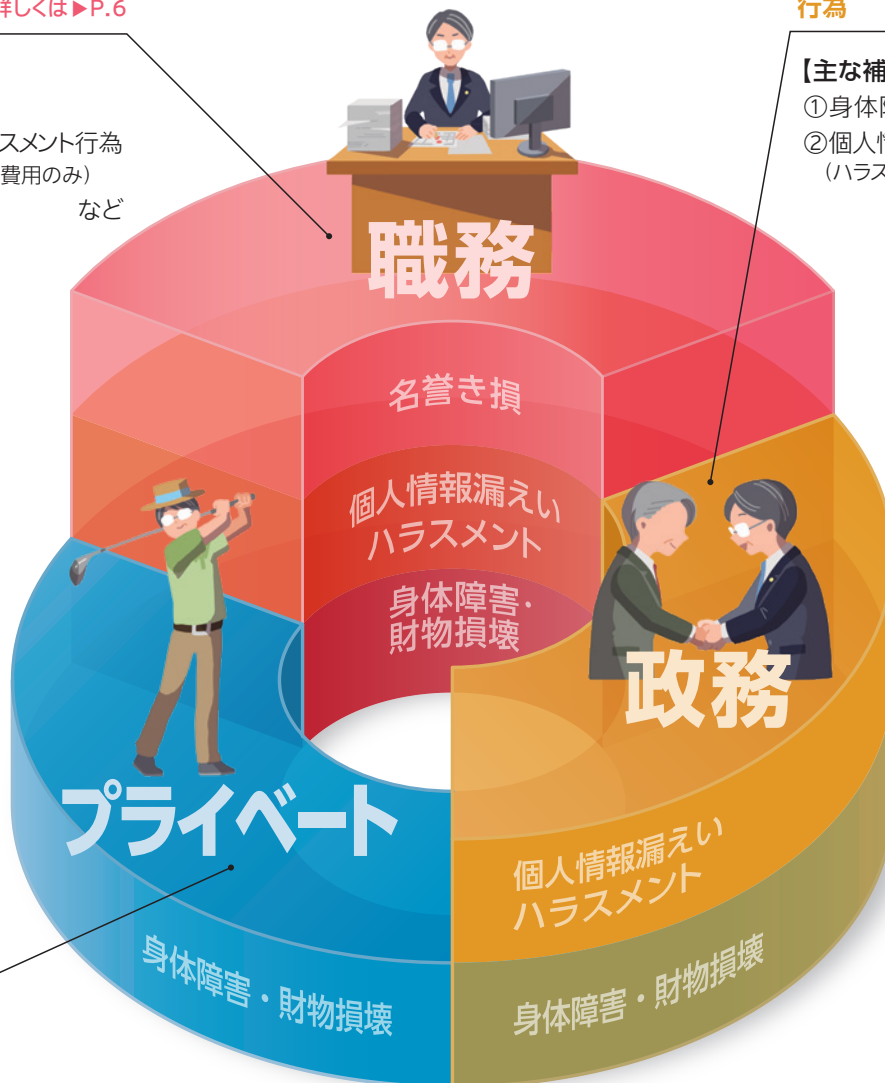 詳しくは▶P.6
スメント行為
費用のみ）
など
行為
【主な補
①身体障
②個人情
（ハラス
職務
名誉き損
個人情報漏えい
ハラスメント
身体障害・
財物損壊
政務
個人情報漏えい
ハラスメント
身体障害・財物損壊
プライベート
身体障害・財物損壊